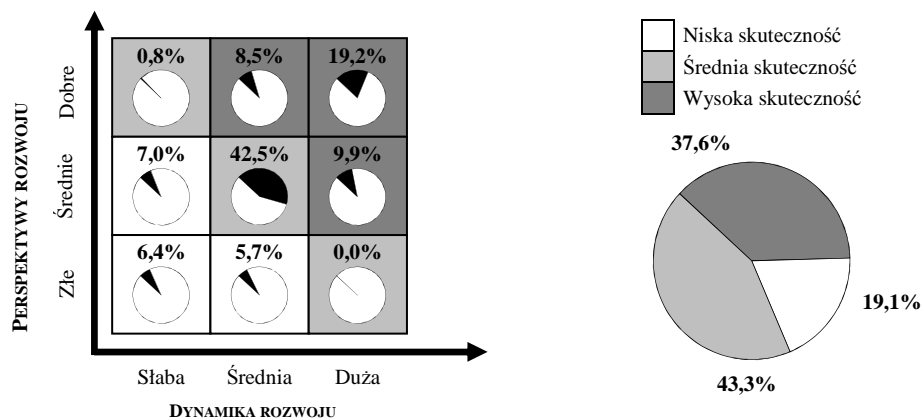 PERSPEKTYWY ROZWOJU
Dobre
Średnie
Złe
0,8%
8,5%
19,2%
7,0%
42,5%
9,9%
6,4%
5,7%
0,0%
Słaba
Średnia
Duża
DYNAMIKA ROZWOJU
Niska skuteczność
Średnia skuteczność
Wysoka skuteczność
37,6%
19,1%
43,3%